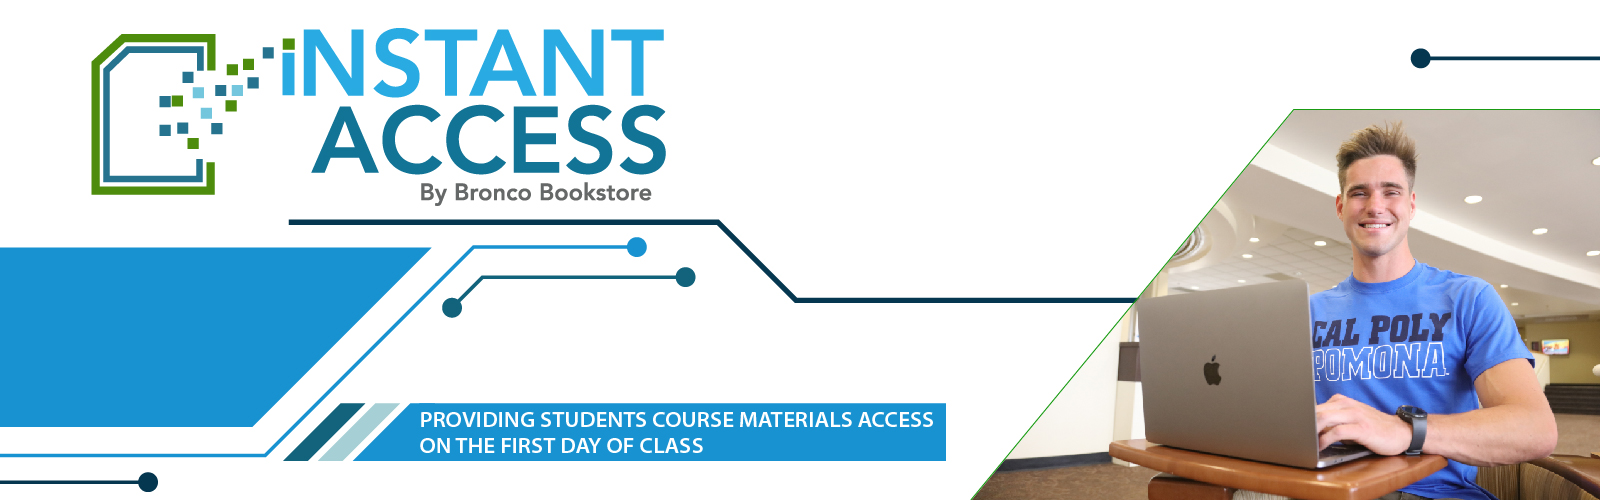 iNSTANT
ACCESS
By Bronco Bookstore
PROVIDING STUDENTS COURSE MATERIALS ACCESS
ON THE FIRST DAY OF CLASS
CAL POLY
POMONA